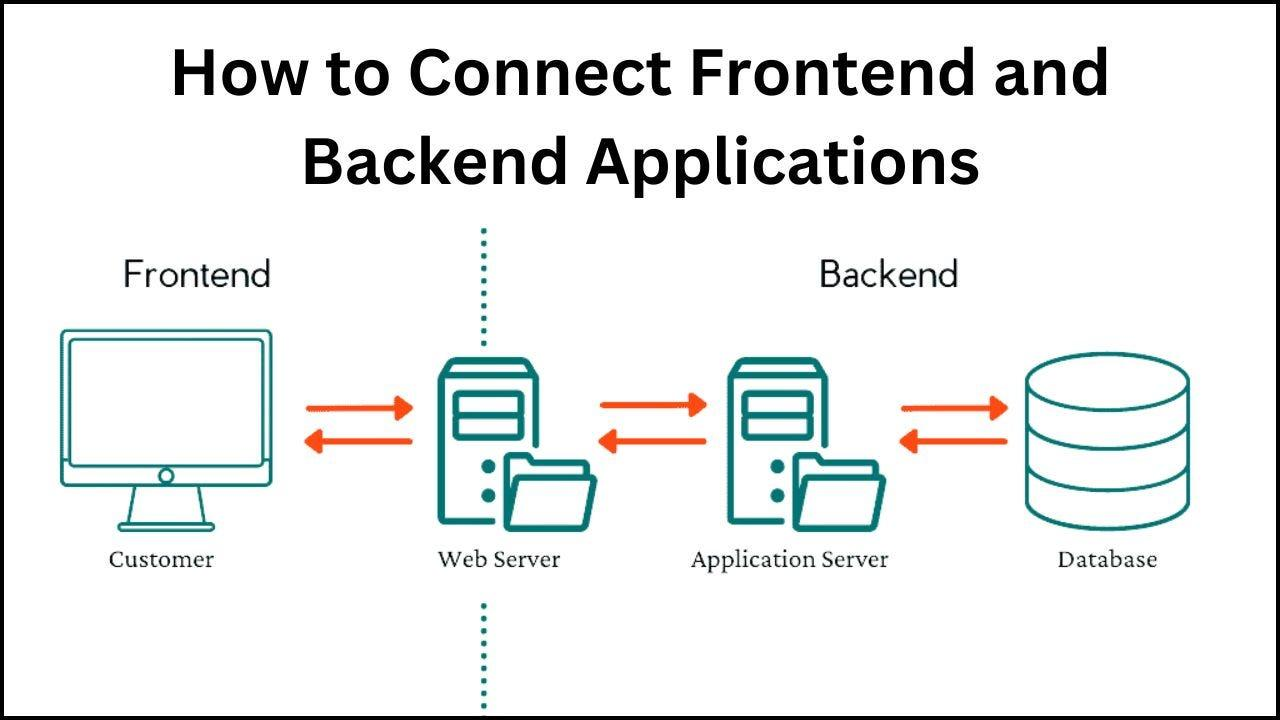 How to Connect Frontend and
Backend Applications
Frontend
Backend
Customer
Web Server
Application Server
Database